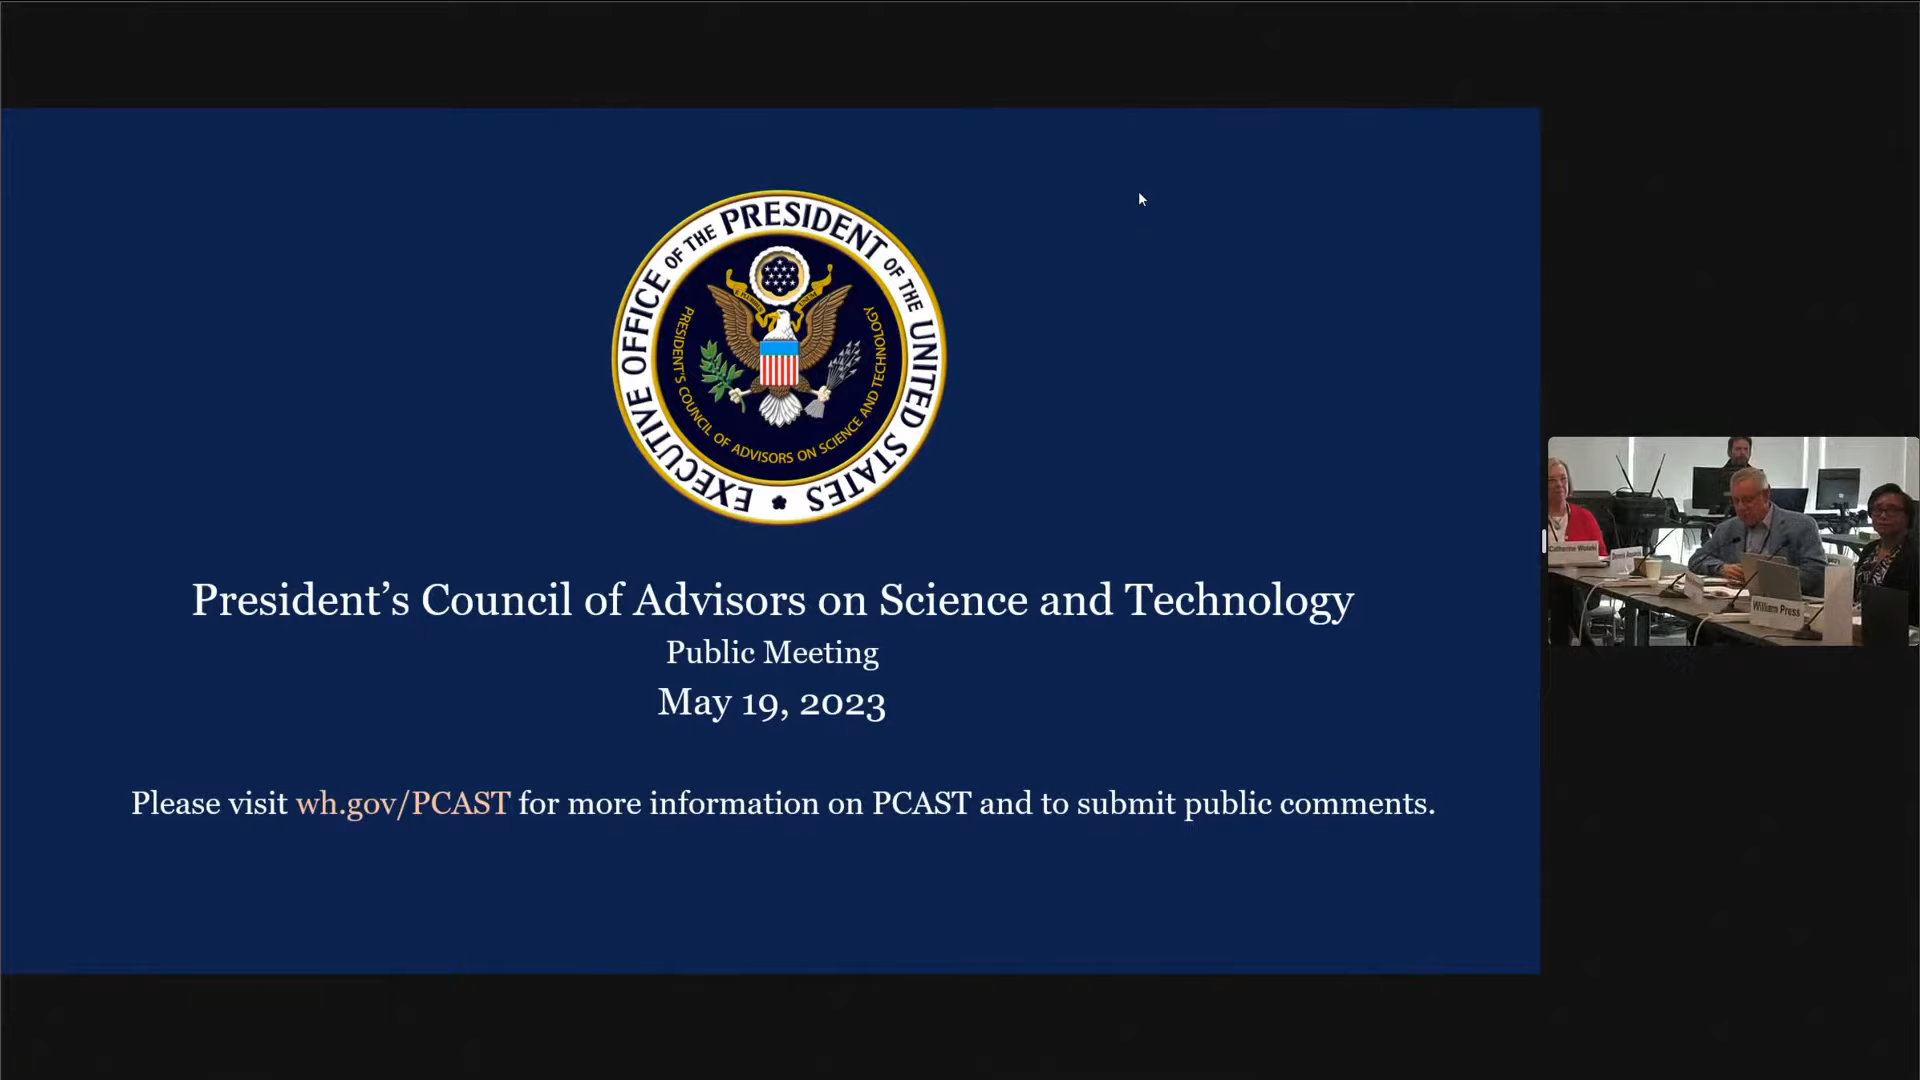 EXECUTIVE OFFICE OF THE PRESIDENT OF THE UNITED STATES
PRESIDENT'S COUNCIL OF ADVISORS ON SCIENCE AND TECHNOLOGY
President’s Council of Advisors on Science and Technology
Public Meeting
May 19, 2023
Please visit wh.gov/PCAST for more information on PCAST and to submit public comments.
Catherine Woteki
William Press